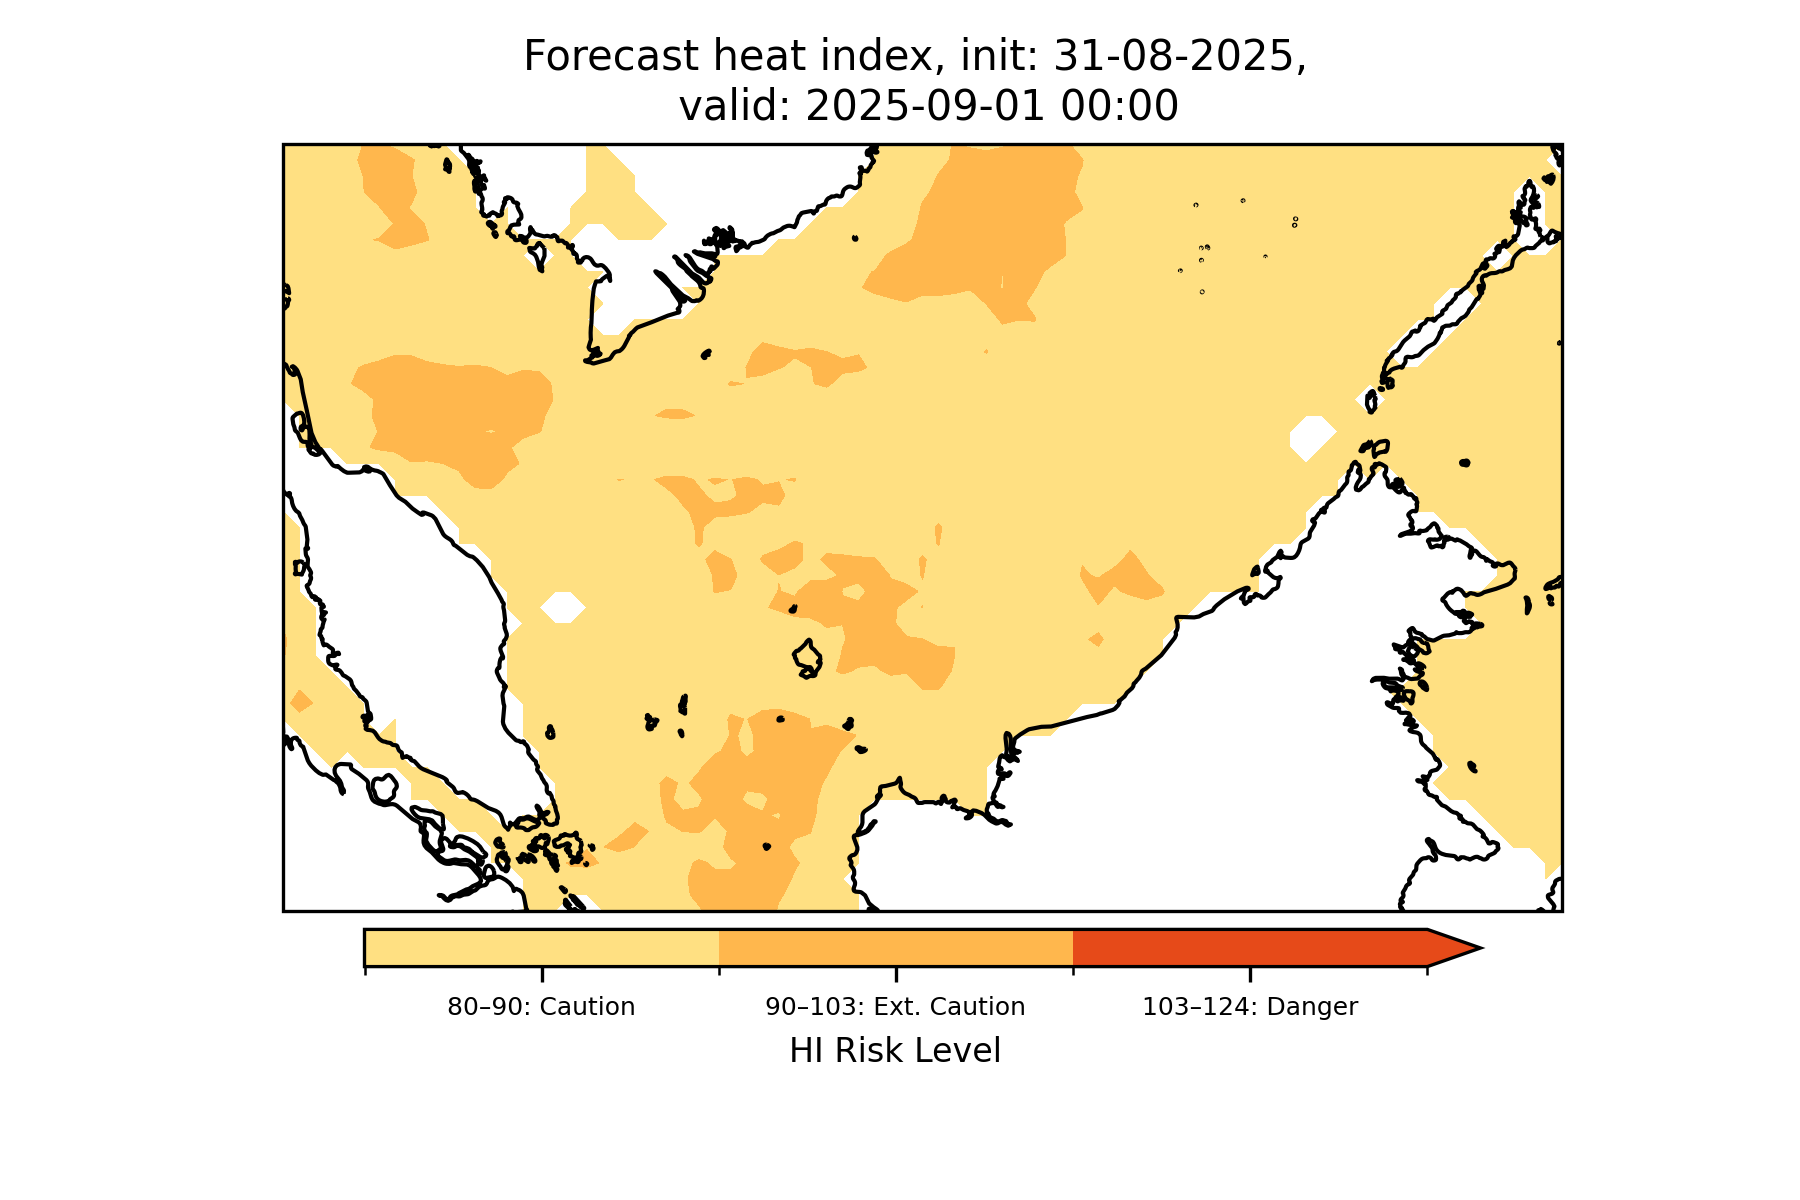 Forecast heat index, init: 31-08-2025,
valid: 2025-09-01 00:00
80–90: Caution
90–103: Ext. Caution
103–124: Danger
HI Risk Level